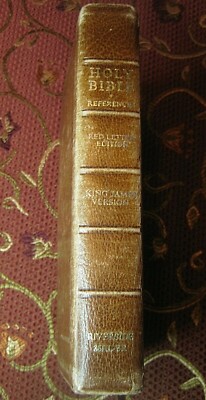 HOLY
BIBLE
REFERENCE
RED LETTER
EDITION
KING JAMES
VERSION
RIVERSIDE